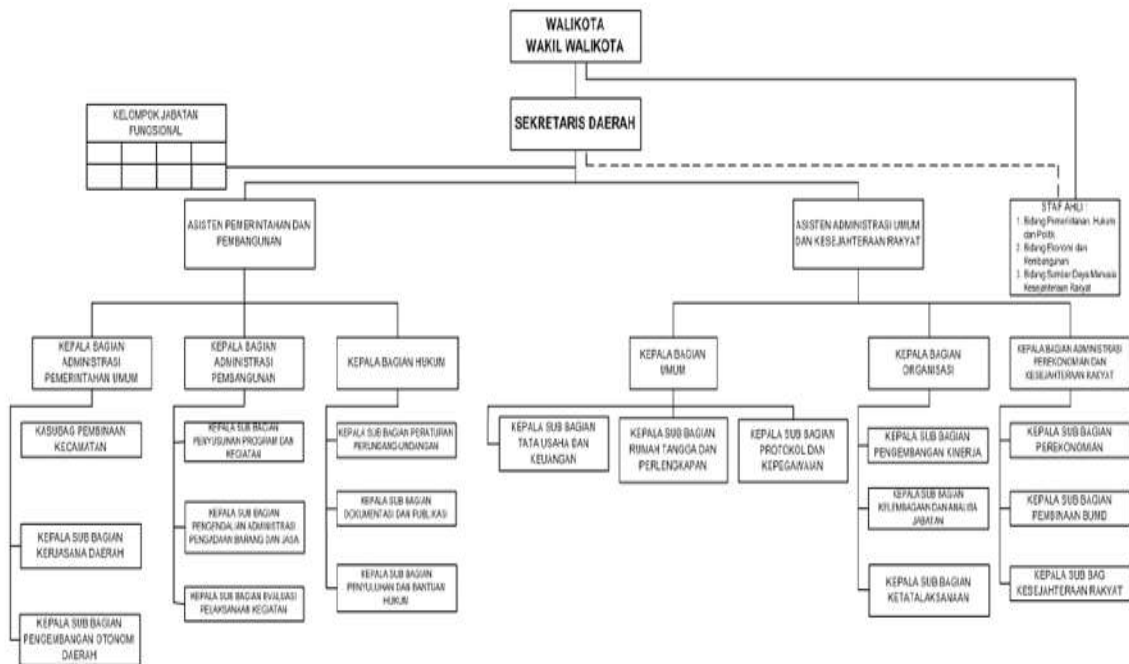 WALIKOTA
WAKIL WALIKOTA
SEKRETARIS DAERAH
KELOMPOK JABATAN
FUNGSIONAL
ASISTEN PEMERINTAHAN DAN
PEMBANGUNAN
ASISTEN ADMINISTRASI UMUM
DAN KESEJAHTERAAN RAKYAT
STAF AHLI :
1. Bidang Pemerintahan, Hukum
dan Politik
2. Bidang Ekonomi dan
Pembangunan
3. Bidang Sumber Daya Manusia
Kesejahteraan Rakyat
KEPALA BAGIAN
ADMINISTRASI
PEMERINTAHAN UMUM
KEPALA BAGIAN
ADMINISTRASI
PEMBANGUNAN
KEPALA BAGIAN HUKUM
KEPALA BAGIAN
UMUM
KEPALA BAGIAN
ORGANISASI
KEPALA BAGIAN ADMINISTRASI
PEREKONOMIAN DAN
KESEJAHTERAAN RAKYAT
KASUBAG PEMBINAAN
KECAMATAN
KEPALA SUB BAGIAN
KERJASANA DAERAH
KEPALA SUB BAGIAN
PENGEMBANGAN OTONOMI
DAERAH
KEPALA SUB BAGIAN
PENYUSUNAN PROGRAM DAN
KEGIATAN
KEPALA SUB BAGIAN
PENGENDALIAN ADMINISTRASI
PENGADAAN BARANG DAN JASA
KEPALA SUB BAGIAN EVALUASI
PELAKSANAAN KEGIATAN
KEPALA SUB BAGIAN PERATURAN
PERUNDANG-UNDANGAN
KEPALA SUB BAGIAN
DOKUMENTASI DAN PUBLIKASI
KEPALA SUB BAGIAN
PENYULUHAN DAN BANTUAN
HUKUM
KEPALA SUB BAGIAN
TATA USAHA DAN
KEUANGAN
KEPALA SUB BAGIAN
RUMAH TANGGA DAN
PERLENGKAPAN
KEPALA SUB BAGIAN
PROTOKOL DAN
KEPEGAWAIAN
KEPALA SUB BAGIAN
PENGEMBANGAN KINERJA
KEPALA SUB BAGIAN
KELEMBAGAAN DAN ANALISA
JABATAN
KEPALA SUB BAGIAN
KETATALAKSANAAN
KEPALA SUB BAGIAN
PEREKONOMIAN
KEPALA SUB BAGIAN
PEMBINAAN BUMD
KEPALA SUB BAG
KESEJAHTERAAN RAKYAT